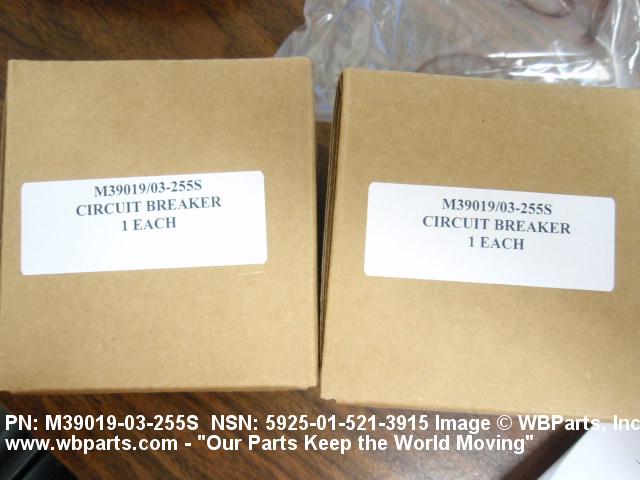 M39019/03-255S
CIRCUIT BREAKER
1 EACH
M39019/03-255S
CIRCUIT BREAKER
1 EACH
PN: M39019-03-255S NSN: 5925-01-521-3915 Image © WBParts, Inc
www.wbparts.com - "Our Parts Keep the World Moving"